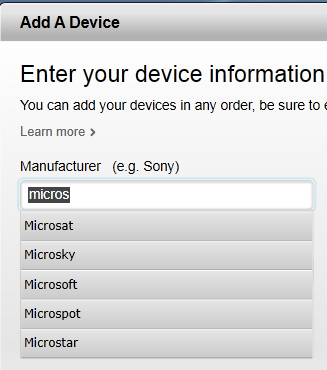 Add A Device
Enter your device information
You can add your devices in any order, be sure to
Learn more >
Manufacturer (e.g. Sony)
micros
Microsat
Microsky
Microsoft
Microspot
Microstar